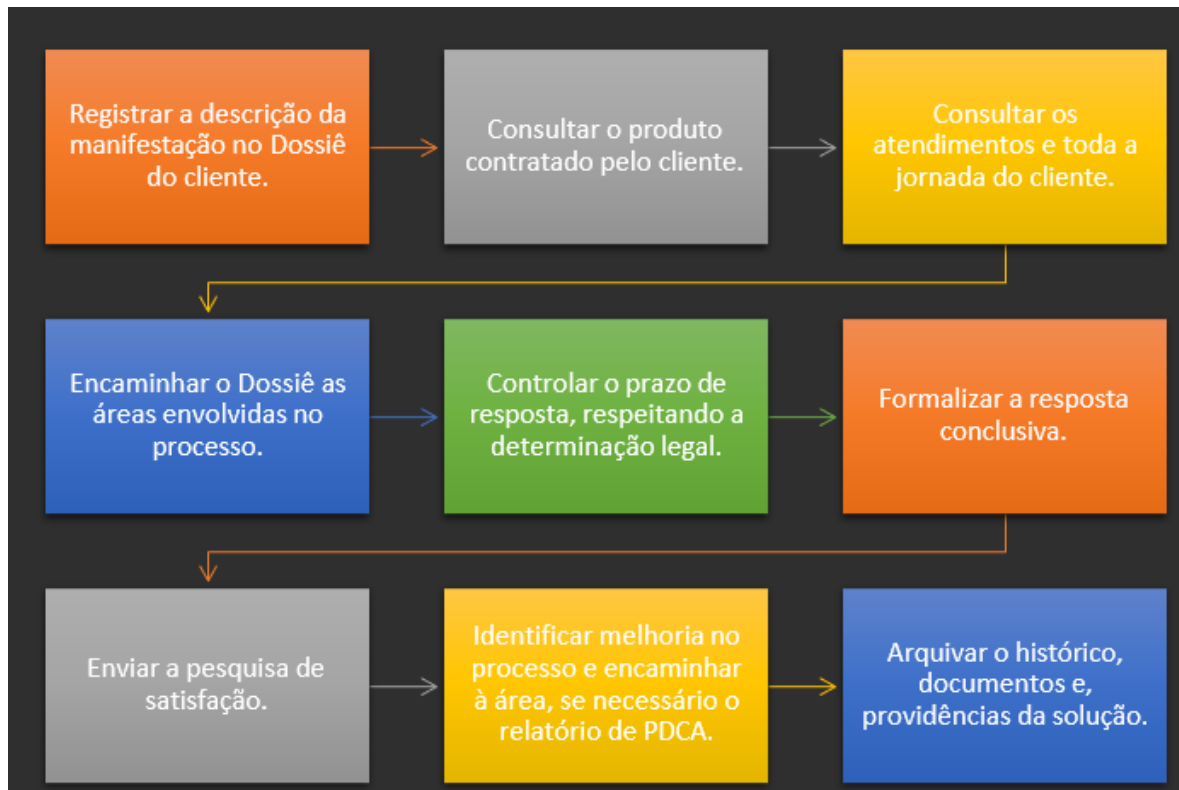 Registrar a descrição da
manifestação no Dossiê
do cliente.
Consultar o produto
contratado pelo cliente.
Consultar os
atendimentos e toda a
jornada do cliente.
Encaminhar o Dossiê as
áreas envolvidas no
processo.
Controlar o prazo de
resposta, respeitando a
determinação legal.
Formalizar a resposta
conclusiva.
Enviar a pesquisa de
satisfação.
Identificar melhoria no
processo e encaminhar
à área, se necessário o
relatório de PDCA.
Arquivar o histórico,
documentos e,
providências da solução.